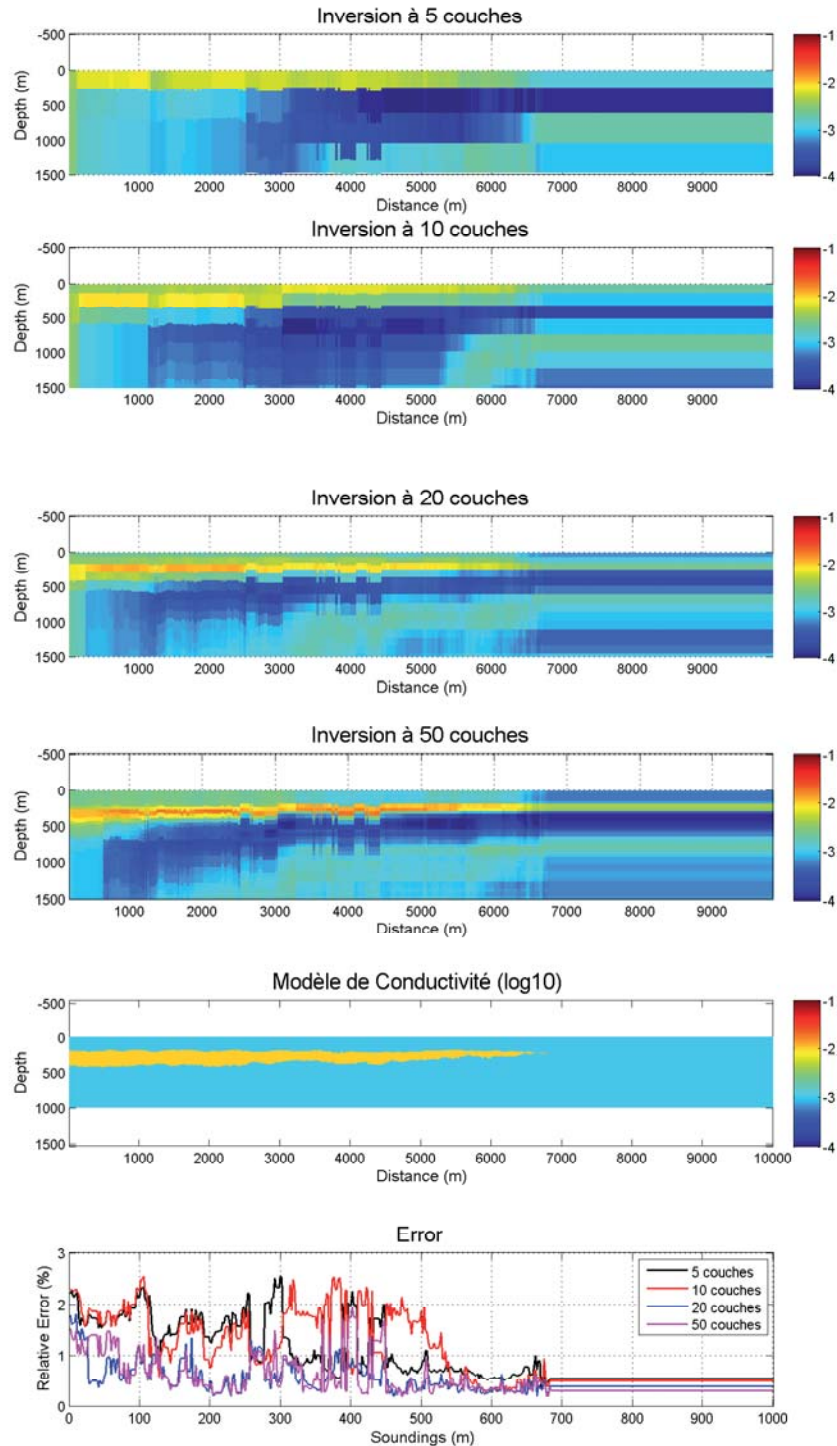 Inversion à 5 couches
-500
0
500
1000
1500
Depth (m)
1000 2000 3000 4000 5000 6000 7000 8000 9000
Distance (m)
-1
-2
-3
-4
Inversion à 10 couches
-500
0
500
1000
1500
Depth (m)
1000 2000 3000 4000 5000 6000 7000 8000 9000
Distance (m)
-1
-2
-3
-4
Inversion à 20 couches
-500
0
500
1000
1500
Depth (m)
1000 2000 3000 4000 5000 6000 7000 8000 9000
Distance (m)
-1
-2
-3
-4
Inversion à 50 couches
-500
0
500
1000
1500
Depth (m)
1000 2000 3000 4000 5000 6000 7000 8000 9000
Distance (m)
-1
-2
-3
-4
Modèle de Conductivité (log10)
-500
0
500
1000
1500
Depth
0 1000 2000 3000 4000 5000 6000 7000 8000 9000 10000
Distance (m)
-1
-2
-3
-4
Error
3
2
1
0
Relative Error (%)
5 couches
10 couches
20 couches
50 couches
0 100 200 300 400 500 600 700 800 900 1000
Soundings (m)